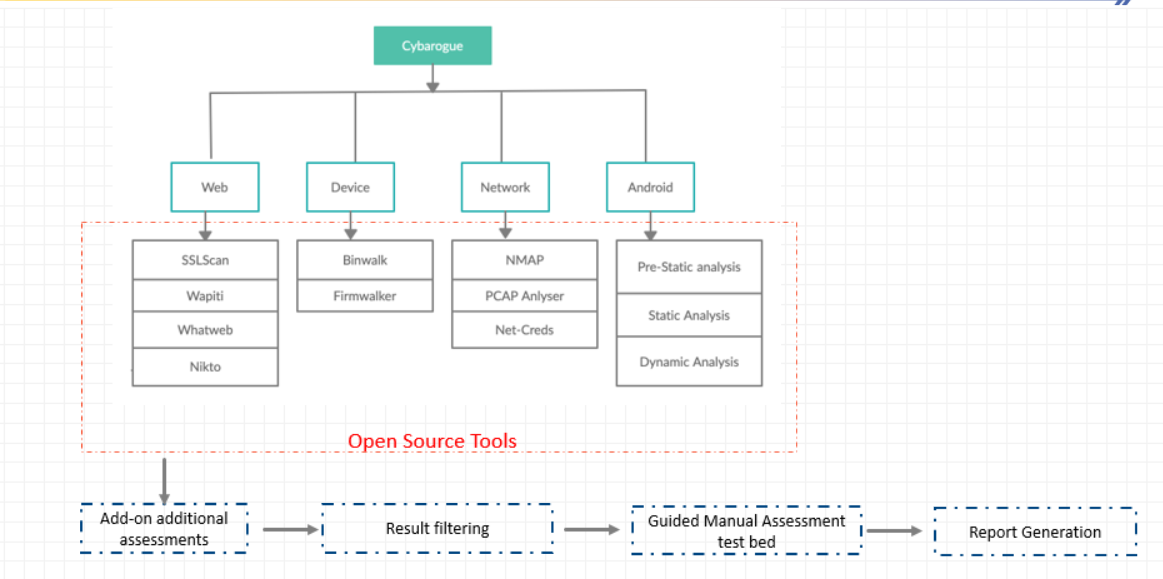 Cybarogue
Web
Device
Network
Android
SSLScan
Wapiti
Whatweb
Nikto
Binwalk
Firmwalker
NMAP
PCAP Anlyser
Net-Creds
Pre-Static analysis
Static Analysis
Dynamic Analysis
Open Source Tools
Add-on additional
assessments
Result filtering
Guided Manual Assessment
test bed
Report Generation